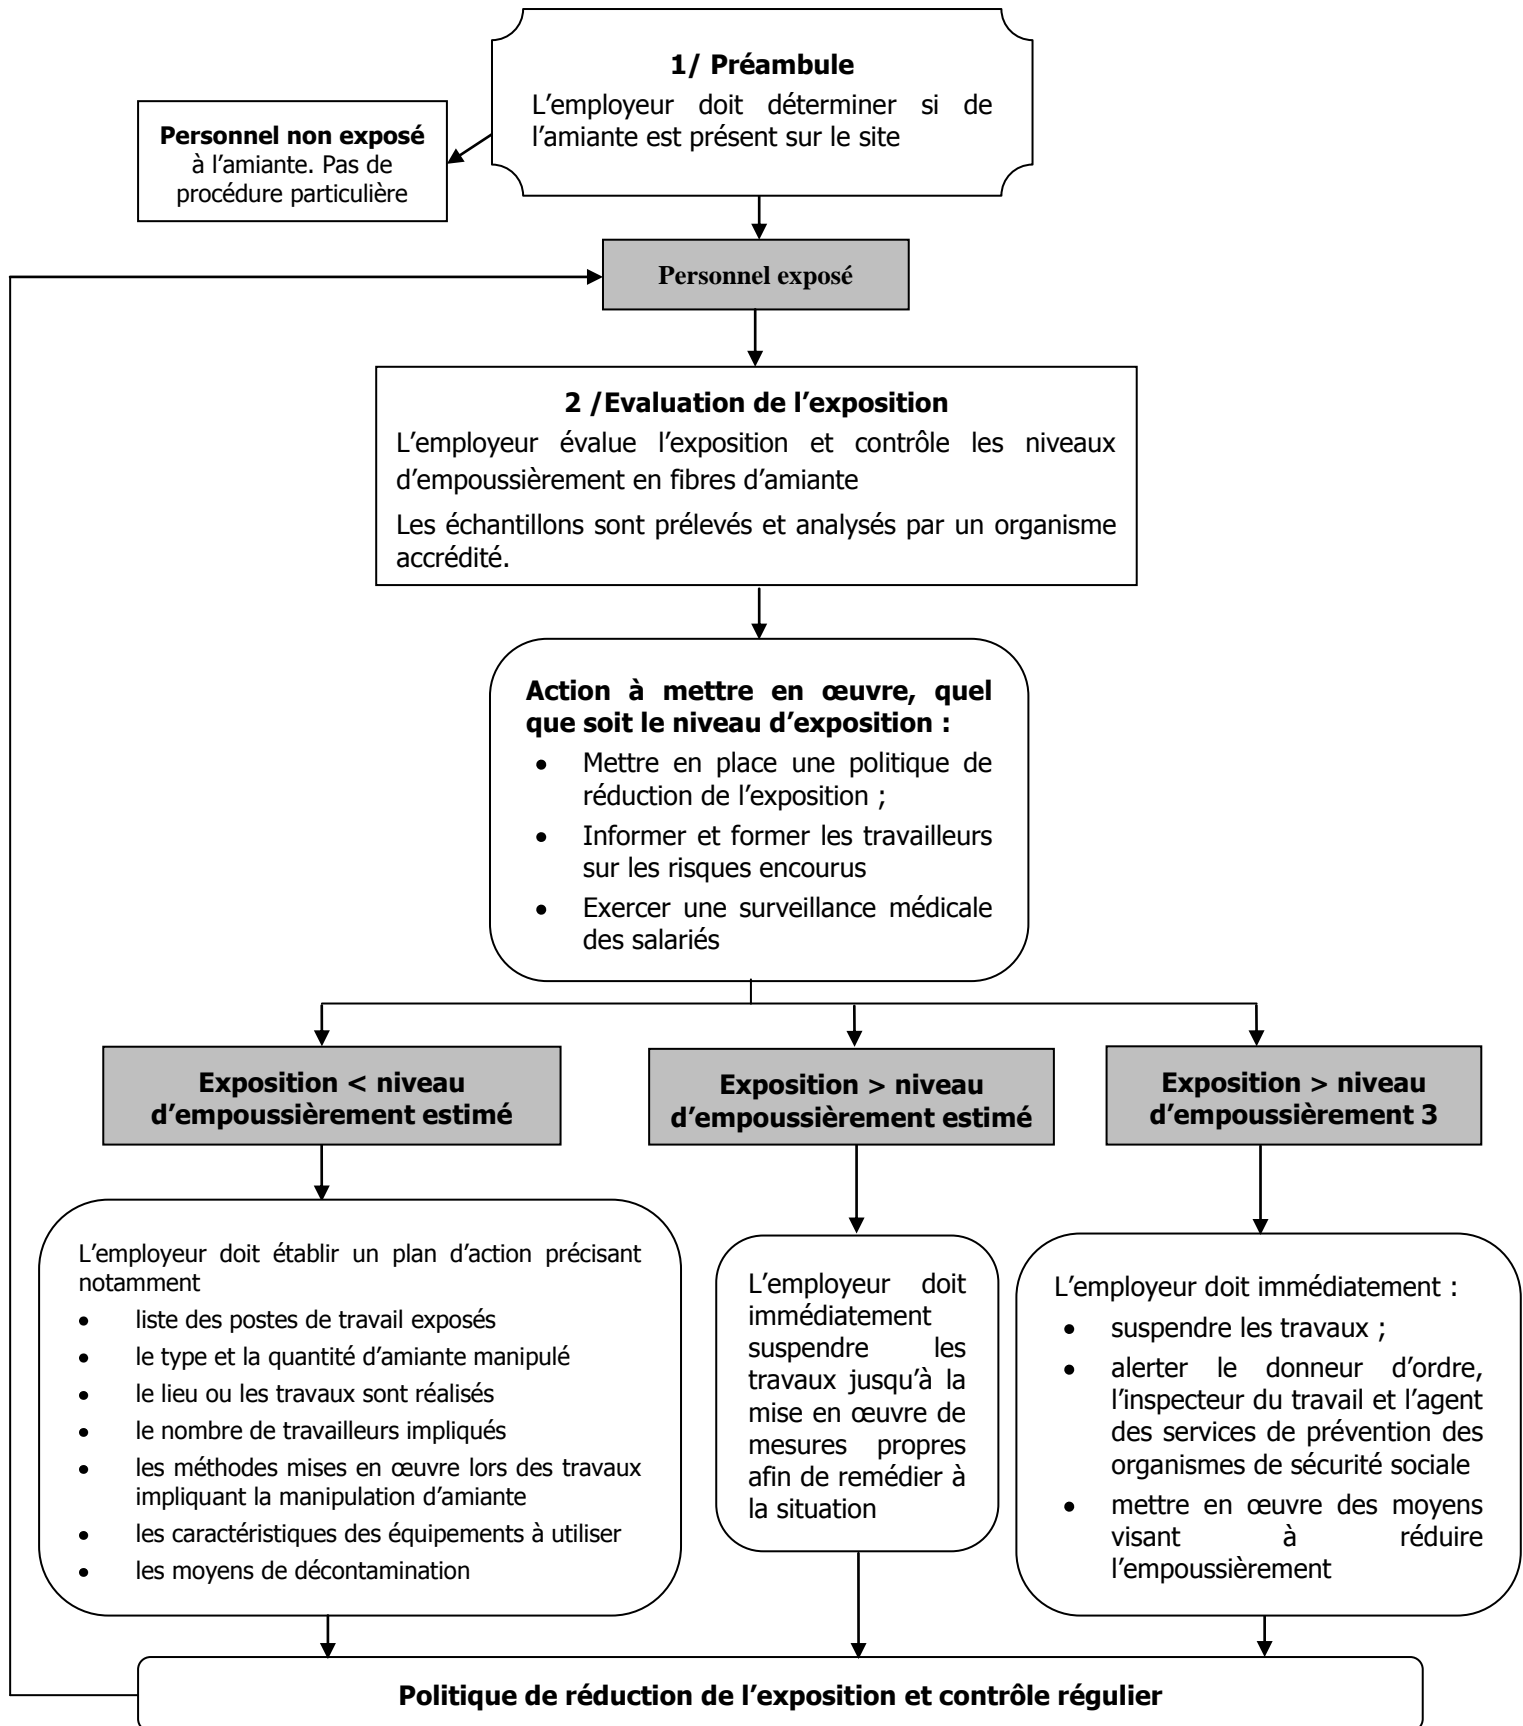 1/ Préambule
L’employeur doit déterminer si de
l’amiante est présent sur le site
Personnel non exposé
à l’amiante. Pas de
procédure particulière
Personnel exposé
2 /Evaluation de l’exposition
L’employeur évalue l’exposition et contrôle les niveaux
d’empoussièrement en fibres d’amiante
Les échantillons sont prélevés et analysés par un organisme
accrédité.
Action à mettre en œuvre, quel
que soit le niveau d’exposition :
• Mettre en place une politique de
réduction de l’exposition ;
• Informer et former les travailleurs
sur les risques encourus
• Exercer une surveillance médicale
des salariés
Exposition < niveau
d’empoussièrement estimé
Exposition > niveau
d’empoussièrement estimé
Exposition > niveau
d’empoussièrement 3
L’employeur doit établir un plan d’action précisant
notamment
• liste des postes de travail exposés
• le type et la quantité d’amiante manipulé
• le lieu ou les travaux sont réalisés
• le nombre de travailleurs impliqués
• les méthodes mises en œuvre lors des travaux
impliquant la manipulation d’amiante
• les caractéristiques des équipements à utiliser
• les moyens de décontamination
L’employeur doit
immédiatement
suspendre les
travaux jusqu’à la
mise en œuvre de
mesures propres
afin de remédier à
la situation
L’employeur doit immédiatement :
• suspendre les travaux ;
• alerter le donneur d’ordre,
l’inspecteur du travail et l’agent
des services de prévention des
organismes de sécurité sociale
• mettre en œuvre des moyens
visant à réduire
l’empoussièrement
Politique de réduction de l’exposition et contrôle régulier